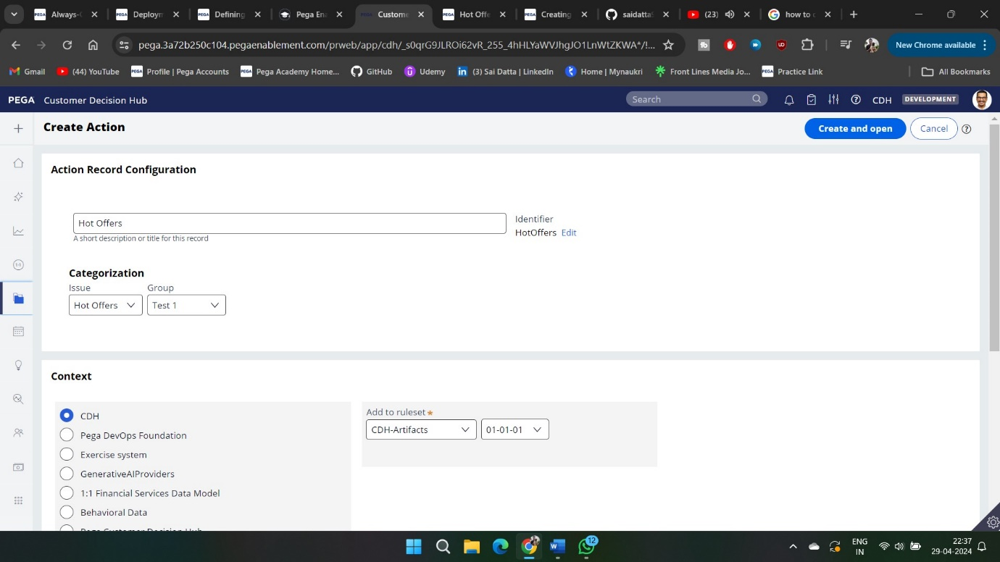 Always-C
Deploym
Defining
Pega Ena
Custome
Hot Offe
Creating
saidatta5
(23)
how to c
pega.3a72b250c104.pegaenablement.com/prweb/app/cdh/_s0qrG9JLROi62vR_255_4hHLYaWVJhgJO1LnWtZKWA*/!...
New Chrome available
Gmail
(44) YouTube
Profile | Pega Accounts
Pega Academy Home...
GitHub
Udemy
(3) Sai Datta | LinkedIn
Home | Mynaukri
Front Lines Media Jo...
Practice Link
All Bookmarks
PEGA Customer Decision Hub
Search
CDH
DEVELOPMENT
Create Action
Create and open
Cancel
Action Record Configuration
Hot Offers
A short description or title for this record
Identifier
HotOffers Edit
Categorization
Issue
Group
Hot Offers
Test 1
Context
CDH
Pega DevOps Foundation
Exercise system
GenerativeAIProviders
1:1 Financial Services Data Model
Behavioral Data
Pega Customer Decision Hub
Add to ruleset *
CDH-Artifacts
01-01-01
12
ENG
IN
22:37
29-04-2024